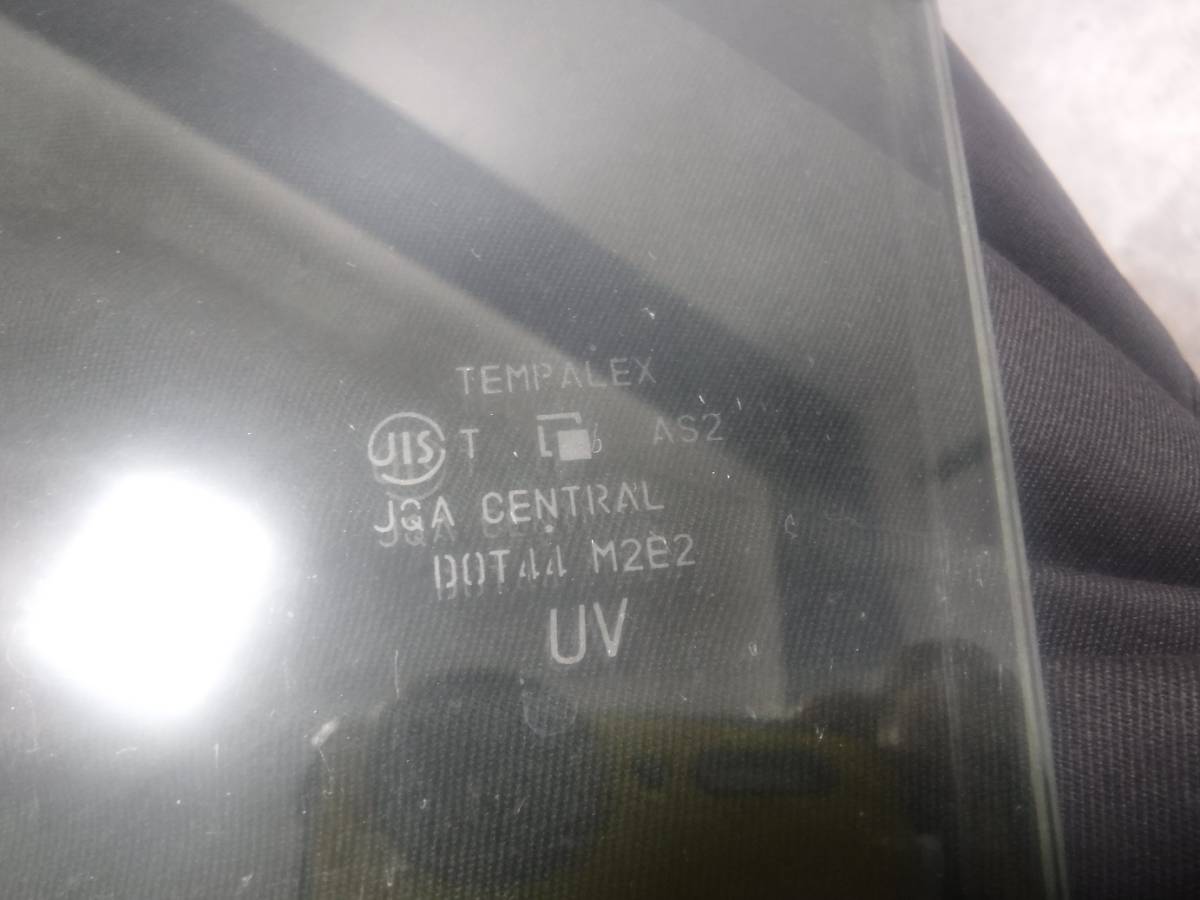 TEMPALEX
JIS T AS2
JQA CENTRAL
DOT44 M2E2
UV